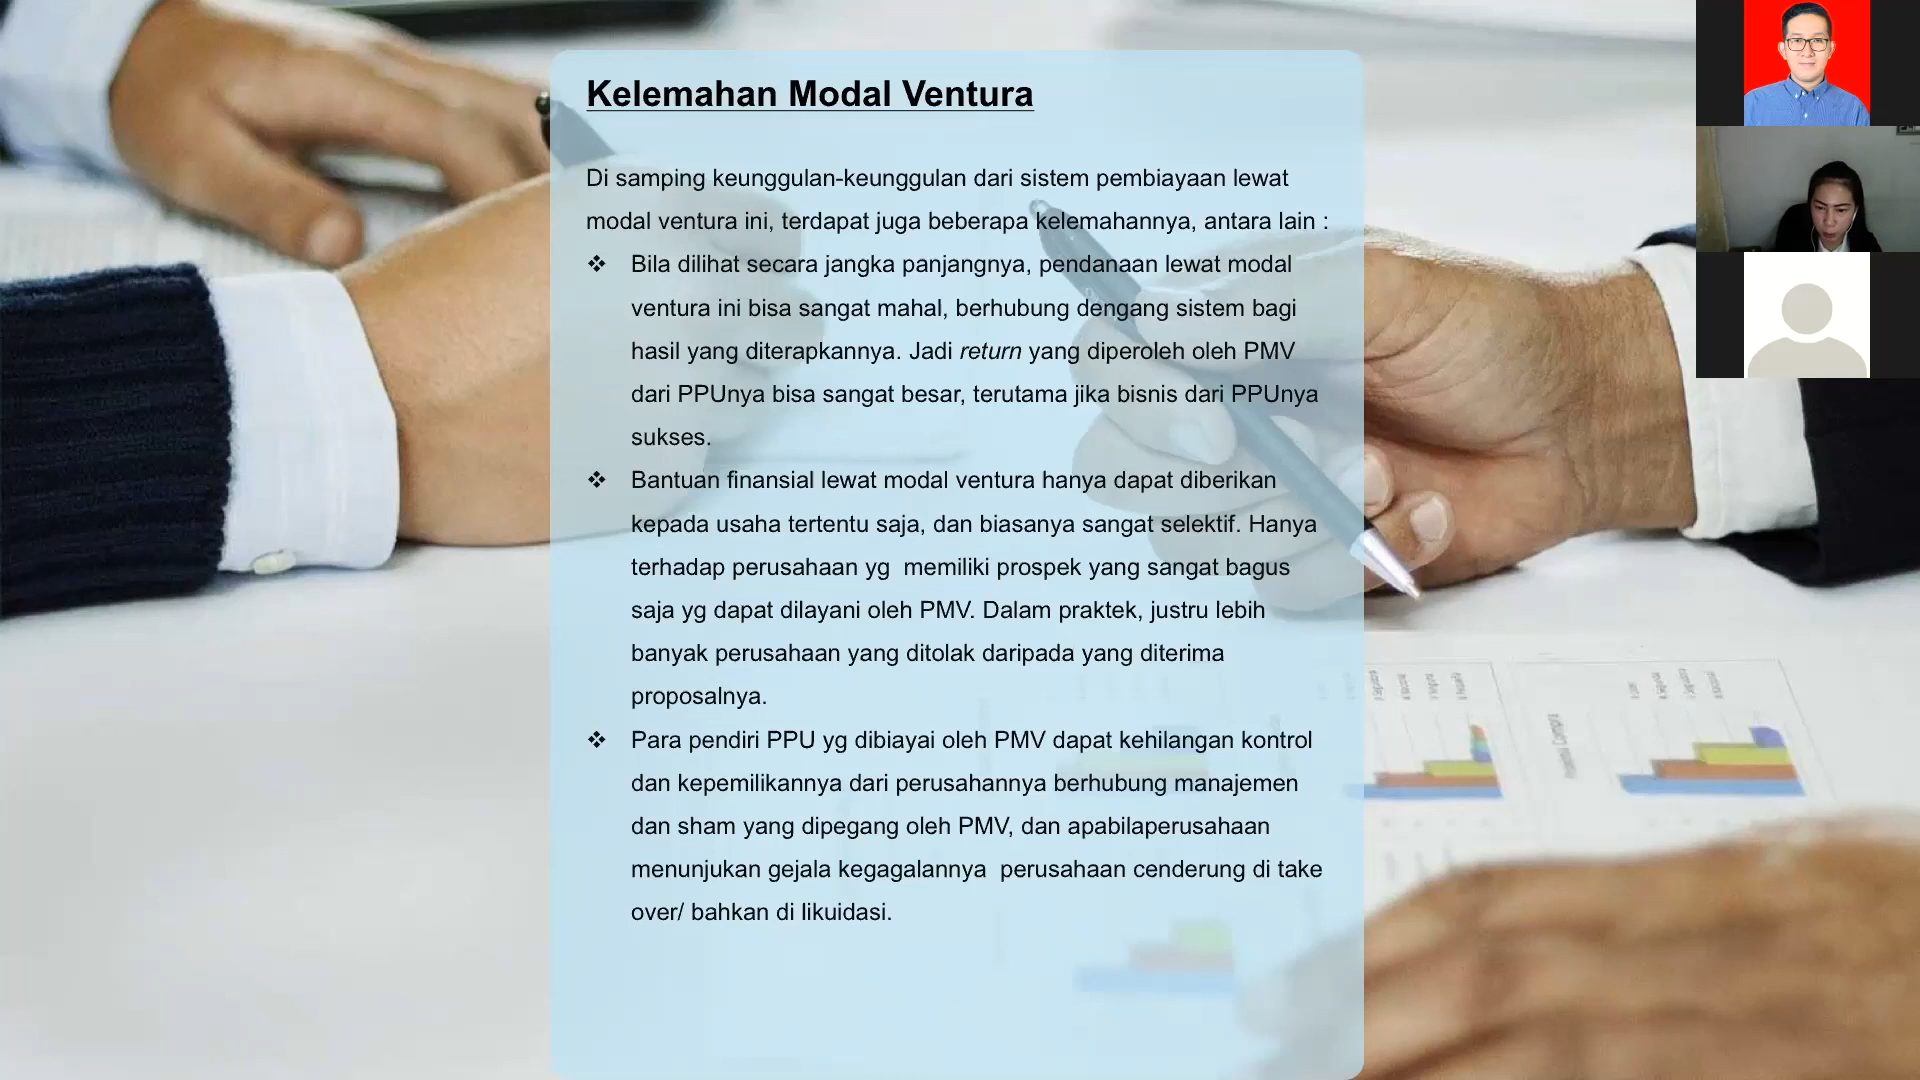 Kelemahan Modal Ventura
Di samping keunggulan-keunggulan dari sistem pembiayaan lewat
modal ventura ini, terdapat juga beberapa kelemahannya, antara lain :
❖ Bila dilihat secara jangka panjangnya, pendanaan lewat modal
ventura ini bisa sangat mahal, berhubung dengang sistem bagi
hasil yang diterapkannya. Jadi return yang diperoleh oleh PMV
dari PPUnya bisa sangat besar, terutama jika bisnis dari PPUnya
sukses.
❖ Bantuan finansial lewat modal ventura hanya dapat diberikan
kepada usaha tertentu saja, dan biasanya sangat selektif. Hanya
terhadap perusahaan yg  memiliki prospek yang sangat bagus
saja yg dapat dilayani oleh PMV. Dalam praktek, justru lebih
banyak perusahaan yang ditolak daripada yang diterima
proposalnya.
❖ Para pendiri PPU yg dibiayai oleh PMV dapat kehilangan kontrol
dan kepemilikannya dari perusahannya berhubung manajemen
dan sham yang dipegang oleh PMV, dan apabilaperusahaan
menunjukan gejala kegagalannya  perusahaan cenderung di take
over/ bahkan di likuidasi.